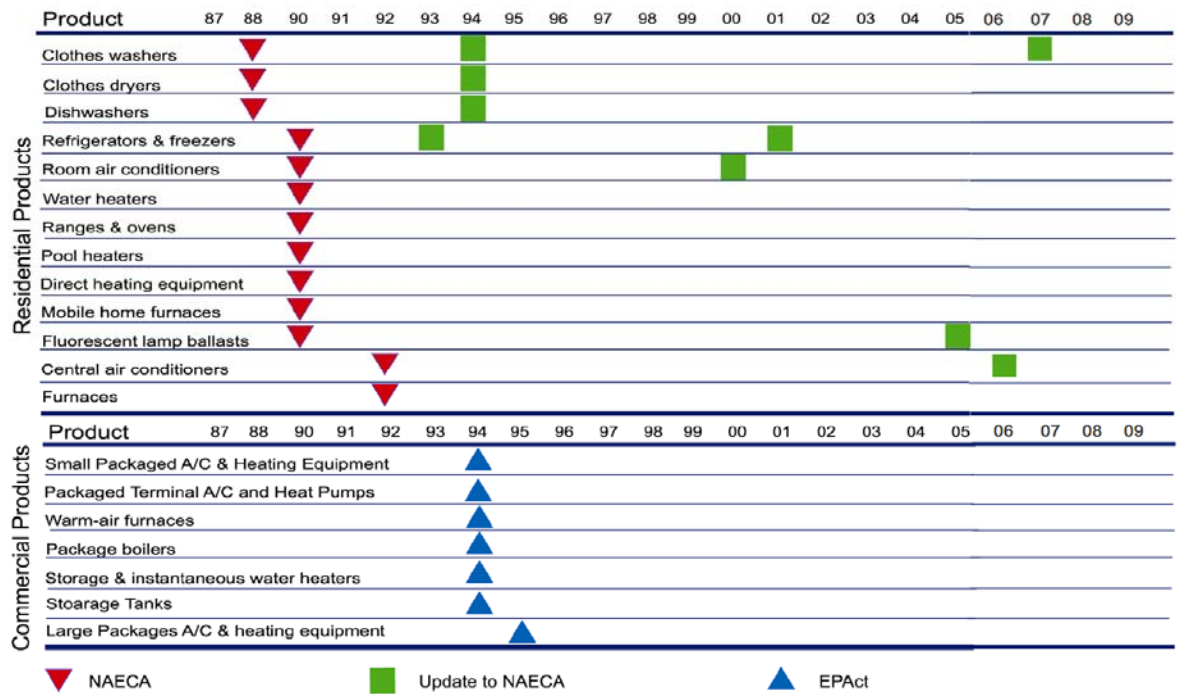 Product 87 88 90 91 92 93 94 95 96 97 98 99 00 01 02 03 04 05 06 07 08 09
Residential Products
Clothes washers
Clothes dryers
Dishwashers
Refrigerators & freezers
Room air conditioners
Water heaters
Ranges & ovens
Pool heaters
Direct heating equipment
Mobile home furnaces
Fluorescent lamp ballasts
Central air conditioners
Furnaces
Product 87 88 90 91 92 93 94 95 96 97 98 99 00 01 02 03 04 05 06 07 08 09
Commercial Products
Small Packaged A/C & Heating Equipment
Packaged Terminal A/C and Heat Pumps
Warm-air furnaces
Package boilers
Storage & instantaneous water heaters
Stoarage Tanks
Large Packages A/C & heating equipment
NAECA Update to NAECA EPAct